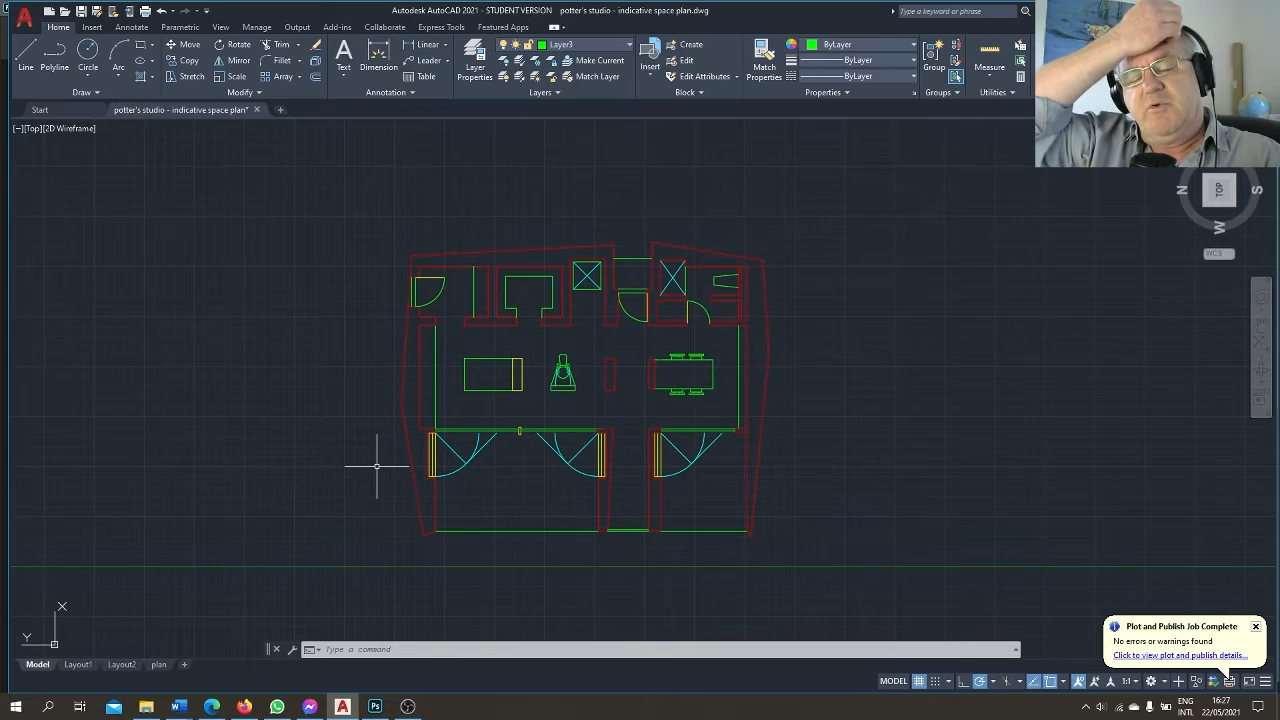 Autodesk AutoCAD 2021 - STUDENT VERSION potter's studio - indicative space plan.dwg
Type a keyword or phrase
Sign In
Home Insert Annotate Parametric View Manage Output Add-ins Collaborate Express Tools Featured Apps
Line Polyline Circle Arc
Move Rotate Trim
Copy Mirror Fillet
Stretch Scale Array
Text Dimension
Linear
Leader
Table
Layer Properties
Layer3
Make Current
Match Layer
Insert
Create
Edit
Edit Attributes
Match Properties
ByLayer
ByLayer
ByLayer
Group
Measure
Draw Modify Annotation Layers Block Properties Groups Utilities
Start potter's studio - indicative space plan*
[−][Top][2D Wireframe]
N TOP S
W
WCS
X
Y
Plot and Publish Job Complete
No errors or warnings found
Click to view plot and publish details...
Type a command
Model Layout1 Layout2 plan
MODEL 1:1
ENG 16:27
INTL 22/05/2021